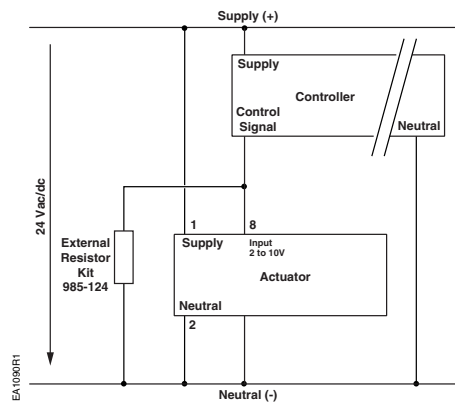 Supply (+)
Supply
Controller
Control
Signal
Neutral
24 Vac/dc
External
Resistor
Kit
985-124
1
8
Supply
Input
2 to 10V
Actuator
Neutral
2
EA1090R1
Neutral (-)